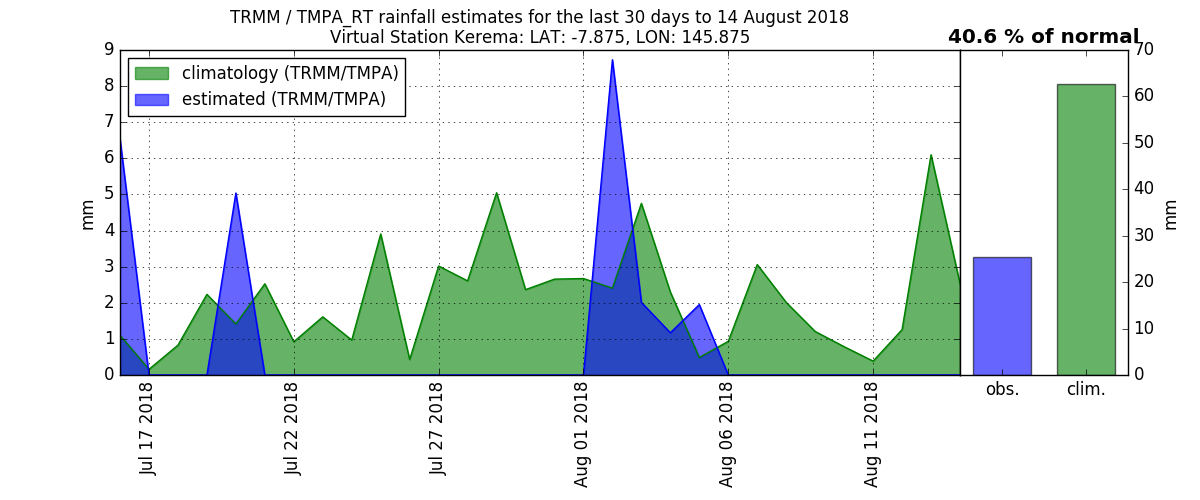 TRMM / TMPA_RT rainfall estimates for the last 30 days to 14 August 2018
Virtual Station Kerema: LAT: -7.875, LON: 145.875
40.6 % of normal
climatology (TRMM/TMPA)
estimated (TRMM/TMPA)
9
8
7
6
5
4
3
2
1
0
mm
Jul 17 2018
Jul 22 2018
Jul 27 2018
Aug 01 2018
Aug 06 2018
Aug 11 2018
obs.
clim.
70
60
50
40
30
20
10
0
mm